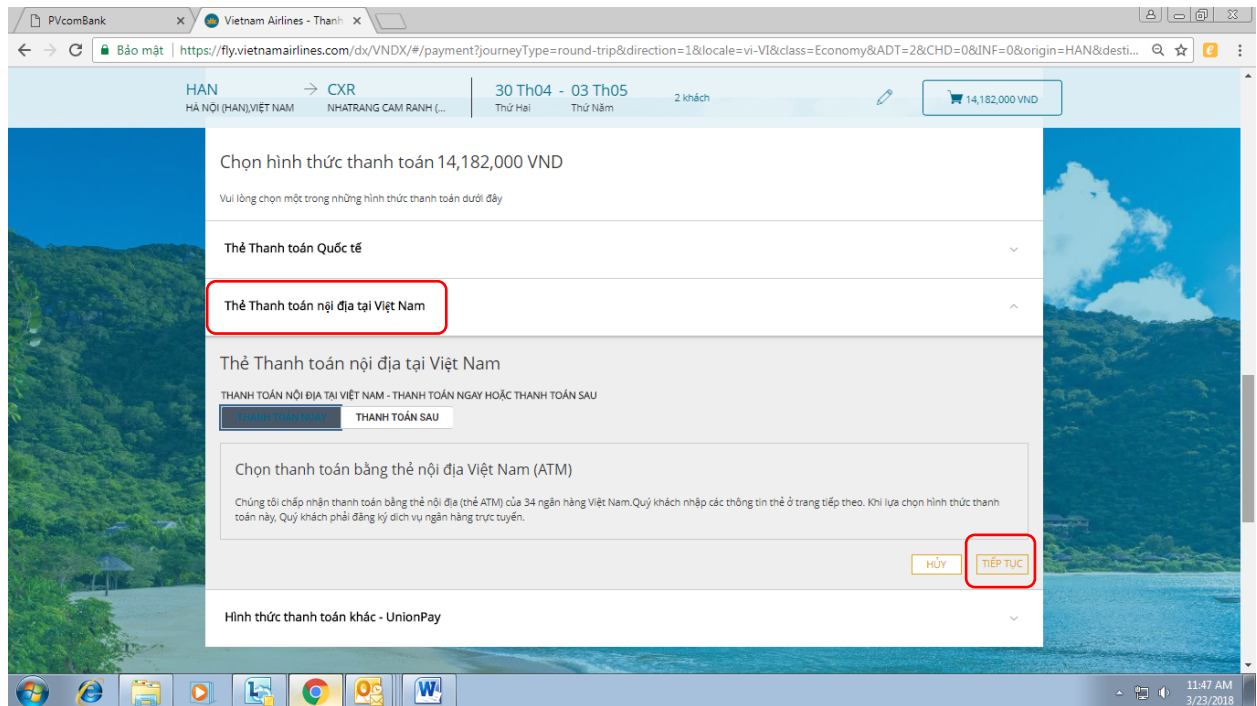 PVcomBank
Vietnam Airlines - Thanh
Bảo mật
https://fly.vietnamairlines.com/dx/VNDX/#/payment?journeyType=round-trip&direction=1&locale=vi-VI&class=Economy&ADT=2&CHD=0&INF=0&origin=HAN&desti...
HAN → CXR 30 Th04 - 03 Th05 2 khách 14,182,000 VND
HÀ NỘI (HAN),VIỆT NAM NHATRANG CAM RANH (... Thứ Hai Thứ Năm
Chọn hình thức thanh toán 14,182,000 VND
Vui lòng chọn một trong những hình thức thanh toán dưới đây
Thẻ Thanh toán Quốc tế
Thẻ Thanh toán nội địa tại Việt Nam
Thẻ Thanh toán nội địa tại Việt Nam
THANH TOÁN NỘI ĐỊA TẠI VIỆT NAM - THANH TOÁN NGAY HOẶC THANH TOÁN SAU
THANH TOÁN NGAY THANH TOÁN SAU
Chọn thanh toán bằng thẻ nội địa Việt Nam (ATM)
Chúng tôi chấp nhận thanh toán bằng thẻ nội địa (thẻ ATM) của 34 ngân hàng Việt Nam.Quý khách nhập các thông tin thẻ ở trang tiếp theo. Khi lựa chọn hình thức thanh
toán này, Quý khách phải đăng ký dich vụ ngân hàng trực tuyến.
HỦY TIẾP TỤC
Hình thức thanh toán khác - UnionPay
11:47 AM
3/23/2018